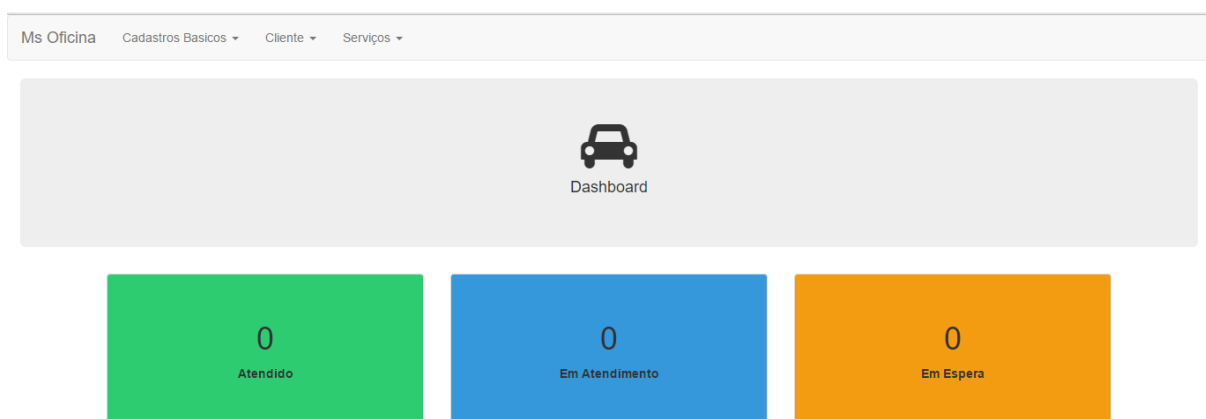 Ms Oficina Cadastros Basicos Cliente Serviços
Dashboard
0 0 0
Atendido Em Atendimento Em Espera